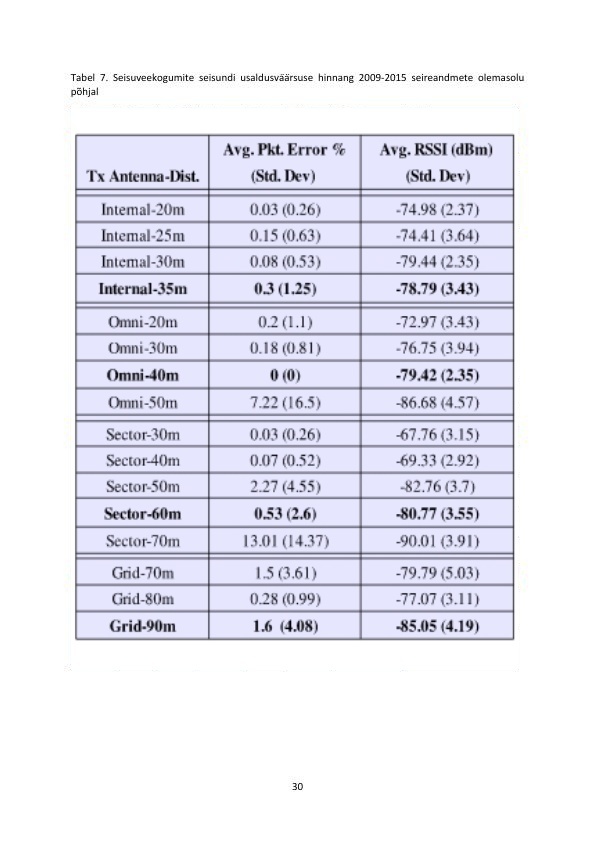 Tabel 7. Seisuveekogumite seisundi usaldusväärsuse hinnang 2009-2015 seireandmete olemasolu
põhjal
Tx Antenna-Dist. Avg. Pkt. Error % (Std. Dev) Avg. RSSI (dBm) (Std. Dev)
Internal-20m 0.03 (0.26) -74.98 (2.37)
Internal-25m 0.15 (0.63) -74.41 (3.64)
Internal-30m 0.08 (0.53) -79.44 (2.35)
Internal-35m 0.3 (1.25) -78.79 (3.43)
Omni-20m 0.2 (1.1) -72.97 (3.43)
Omni-30m 0.18 (0.81) -76.75 (3.94)
Omni-40m 0 (0) -79.42 (2.35)
Omni-50m 7.22 (16.5) -86.68 (4.57)
Sector-30m 0.03 (0.26) -67.76 (3.15)
Sector-40m 0.07 (0.52) -69.33 (2.92)
Sector-50m 2.27 (4.55) -82.76 (3.7)
Sector-60m 0.53 (2.6) -80.77 (3.55)
Sector-70m 13.01 (14.37) -90.01 (3.91)
Grid-70m 1.5 (3.61) -79.79 (5.03)
Grid-80m 0.28 (0.99) -77.07 (3.11)
Grid-90m 1.6 (4.08) -85.05 (4.19)
30